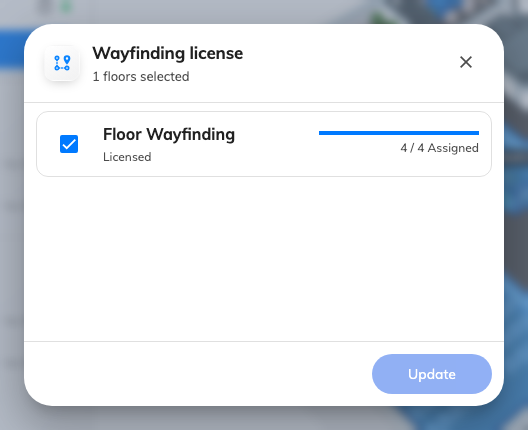 Wayfinding license
1 floors selected
Floor Wayfinding
Licensed
4 / 4 Assigned
Update